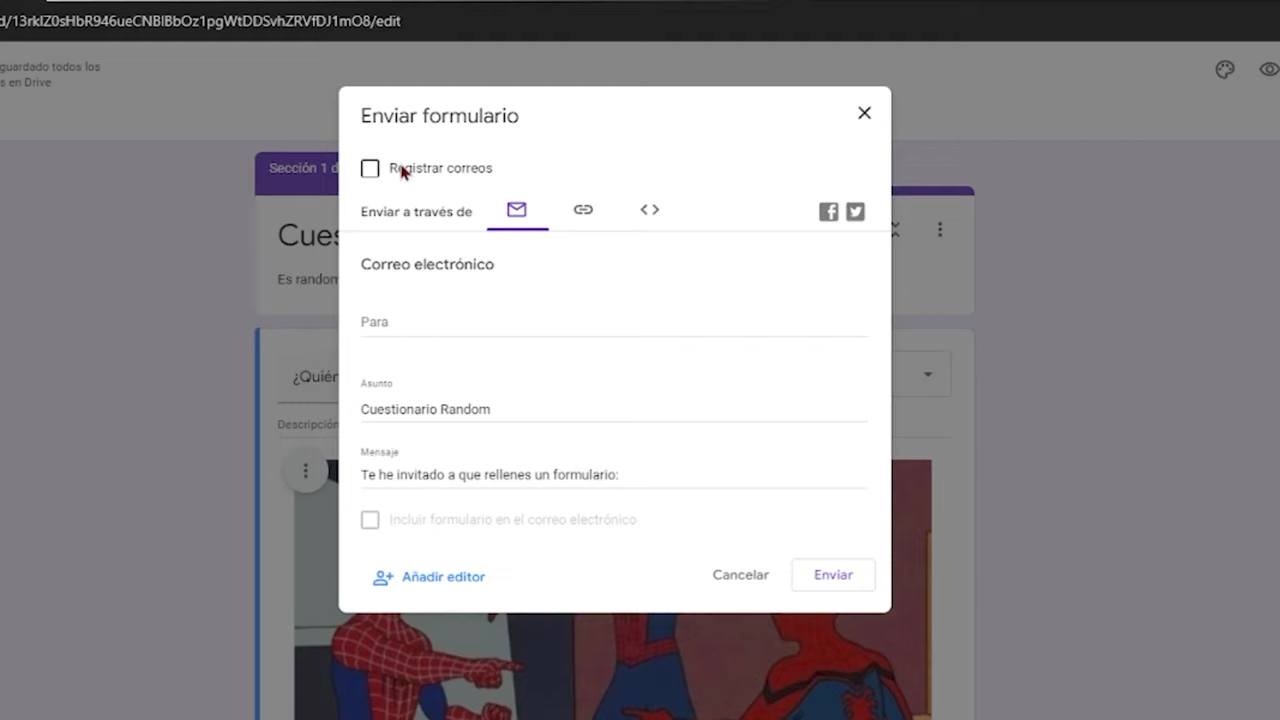 d/13rkIZ0sHbR946ueCNBIBbOz1pgWtDDSvhZRVfDJ1mO8/edit
guardado todos los
s en Drive
Enviar formulario
Sección 1 d
Registrar correos
Enviar a través de
Cues
Correo electrónico
Es random
Para
¿Quién
Asunto
Cuestionario Random
Descripción
Mensaje
Te he invitado a que rellenes un formulario:
Incluir formulario en el correo electrónico
Añadir editor
Cancelar
Enviar